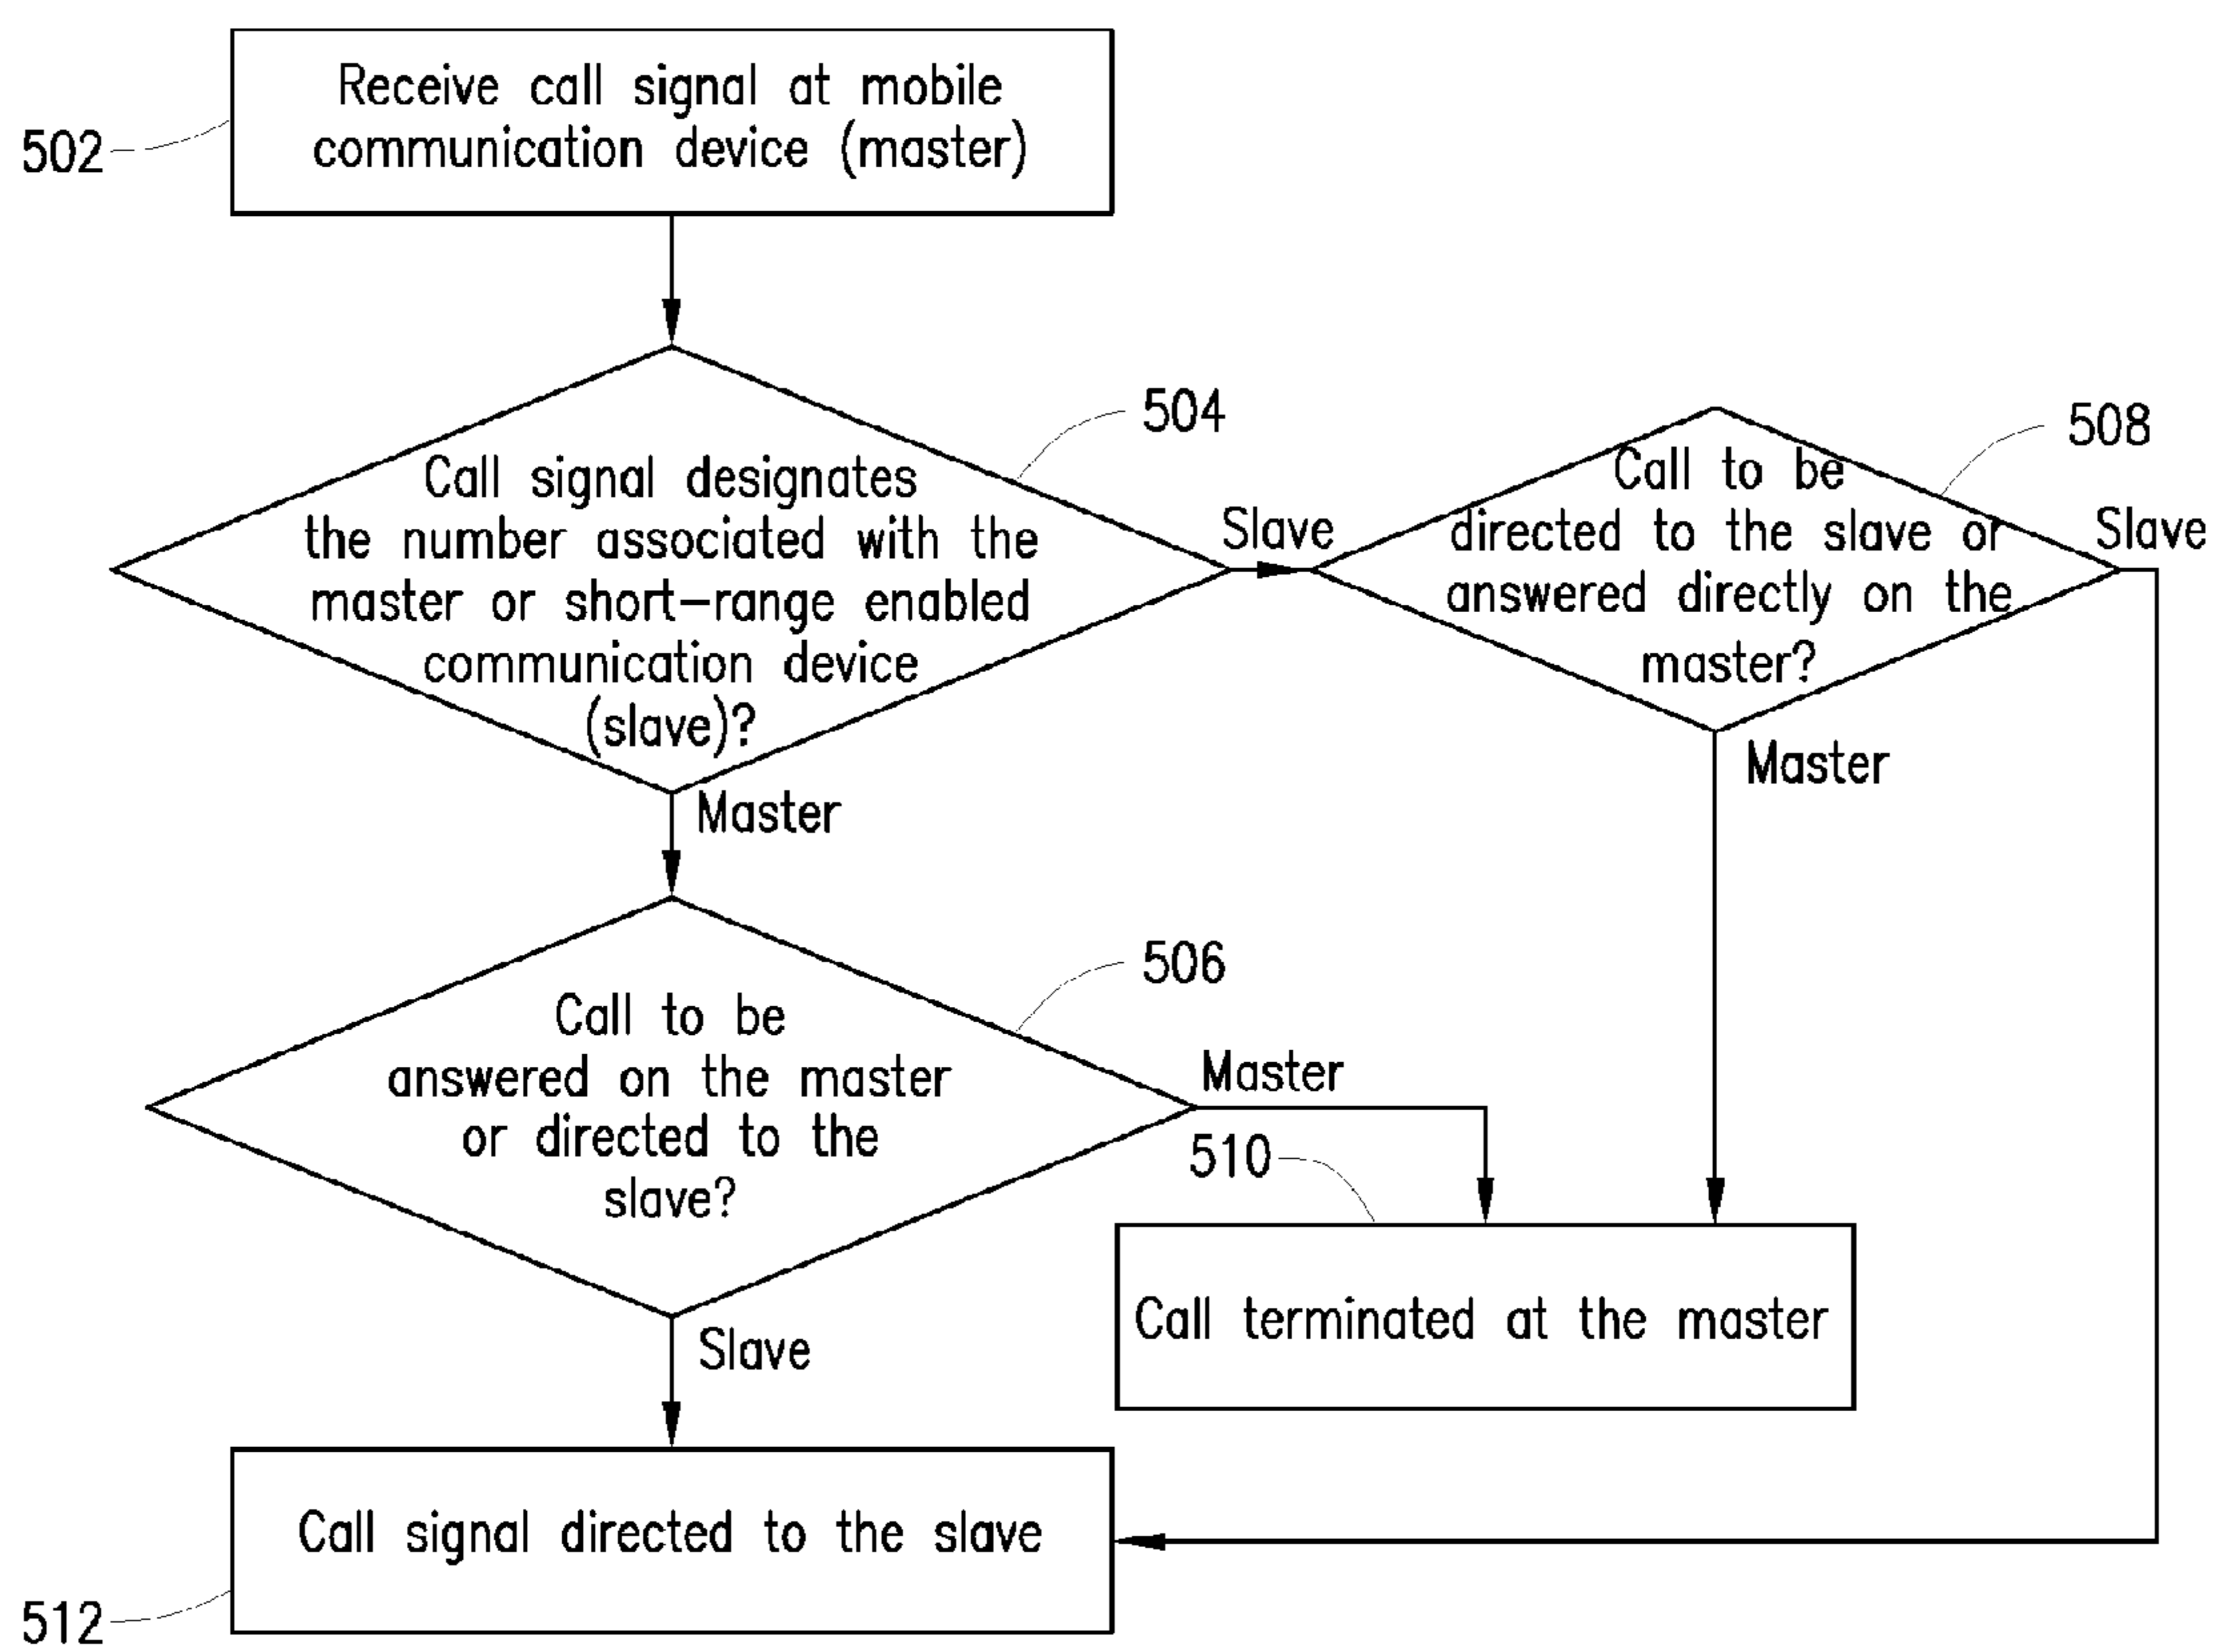 Receive call signal at mobile
communication device (master)
502
504
Call signal designates
the number associated with the
master or short-range enabled
communication device
(slave)?
Slave
508
Call to be
directed to the slave or
answered directly on the
master?
Slave
Master
Master
506
Call to be
answered on the master
or directed to the
slave?
Master
510
Call terminated at the master
Slave
Call signal directed to the slave
512